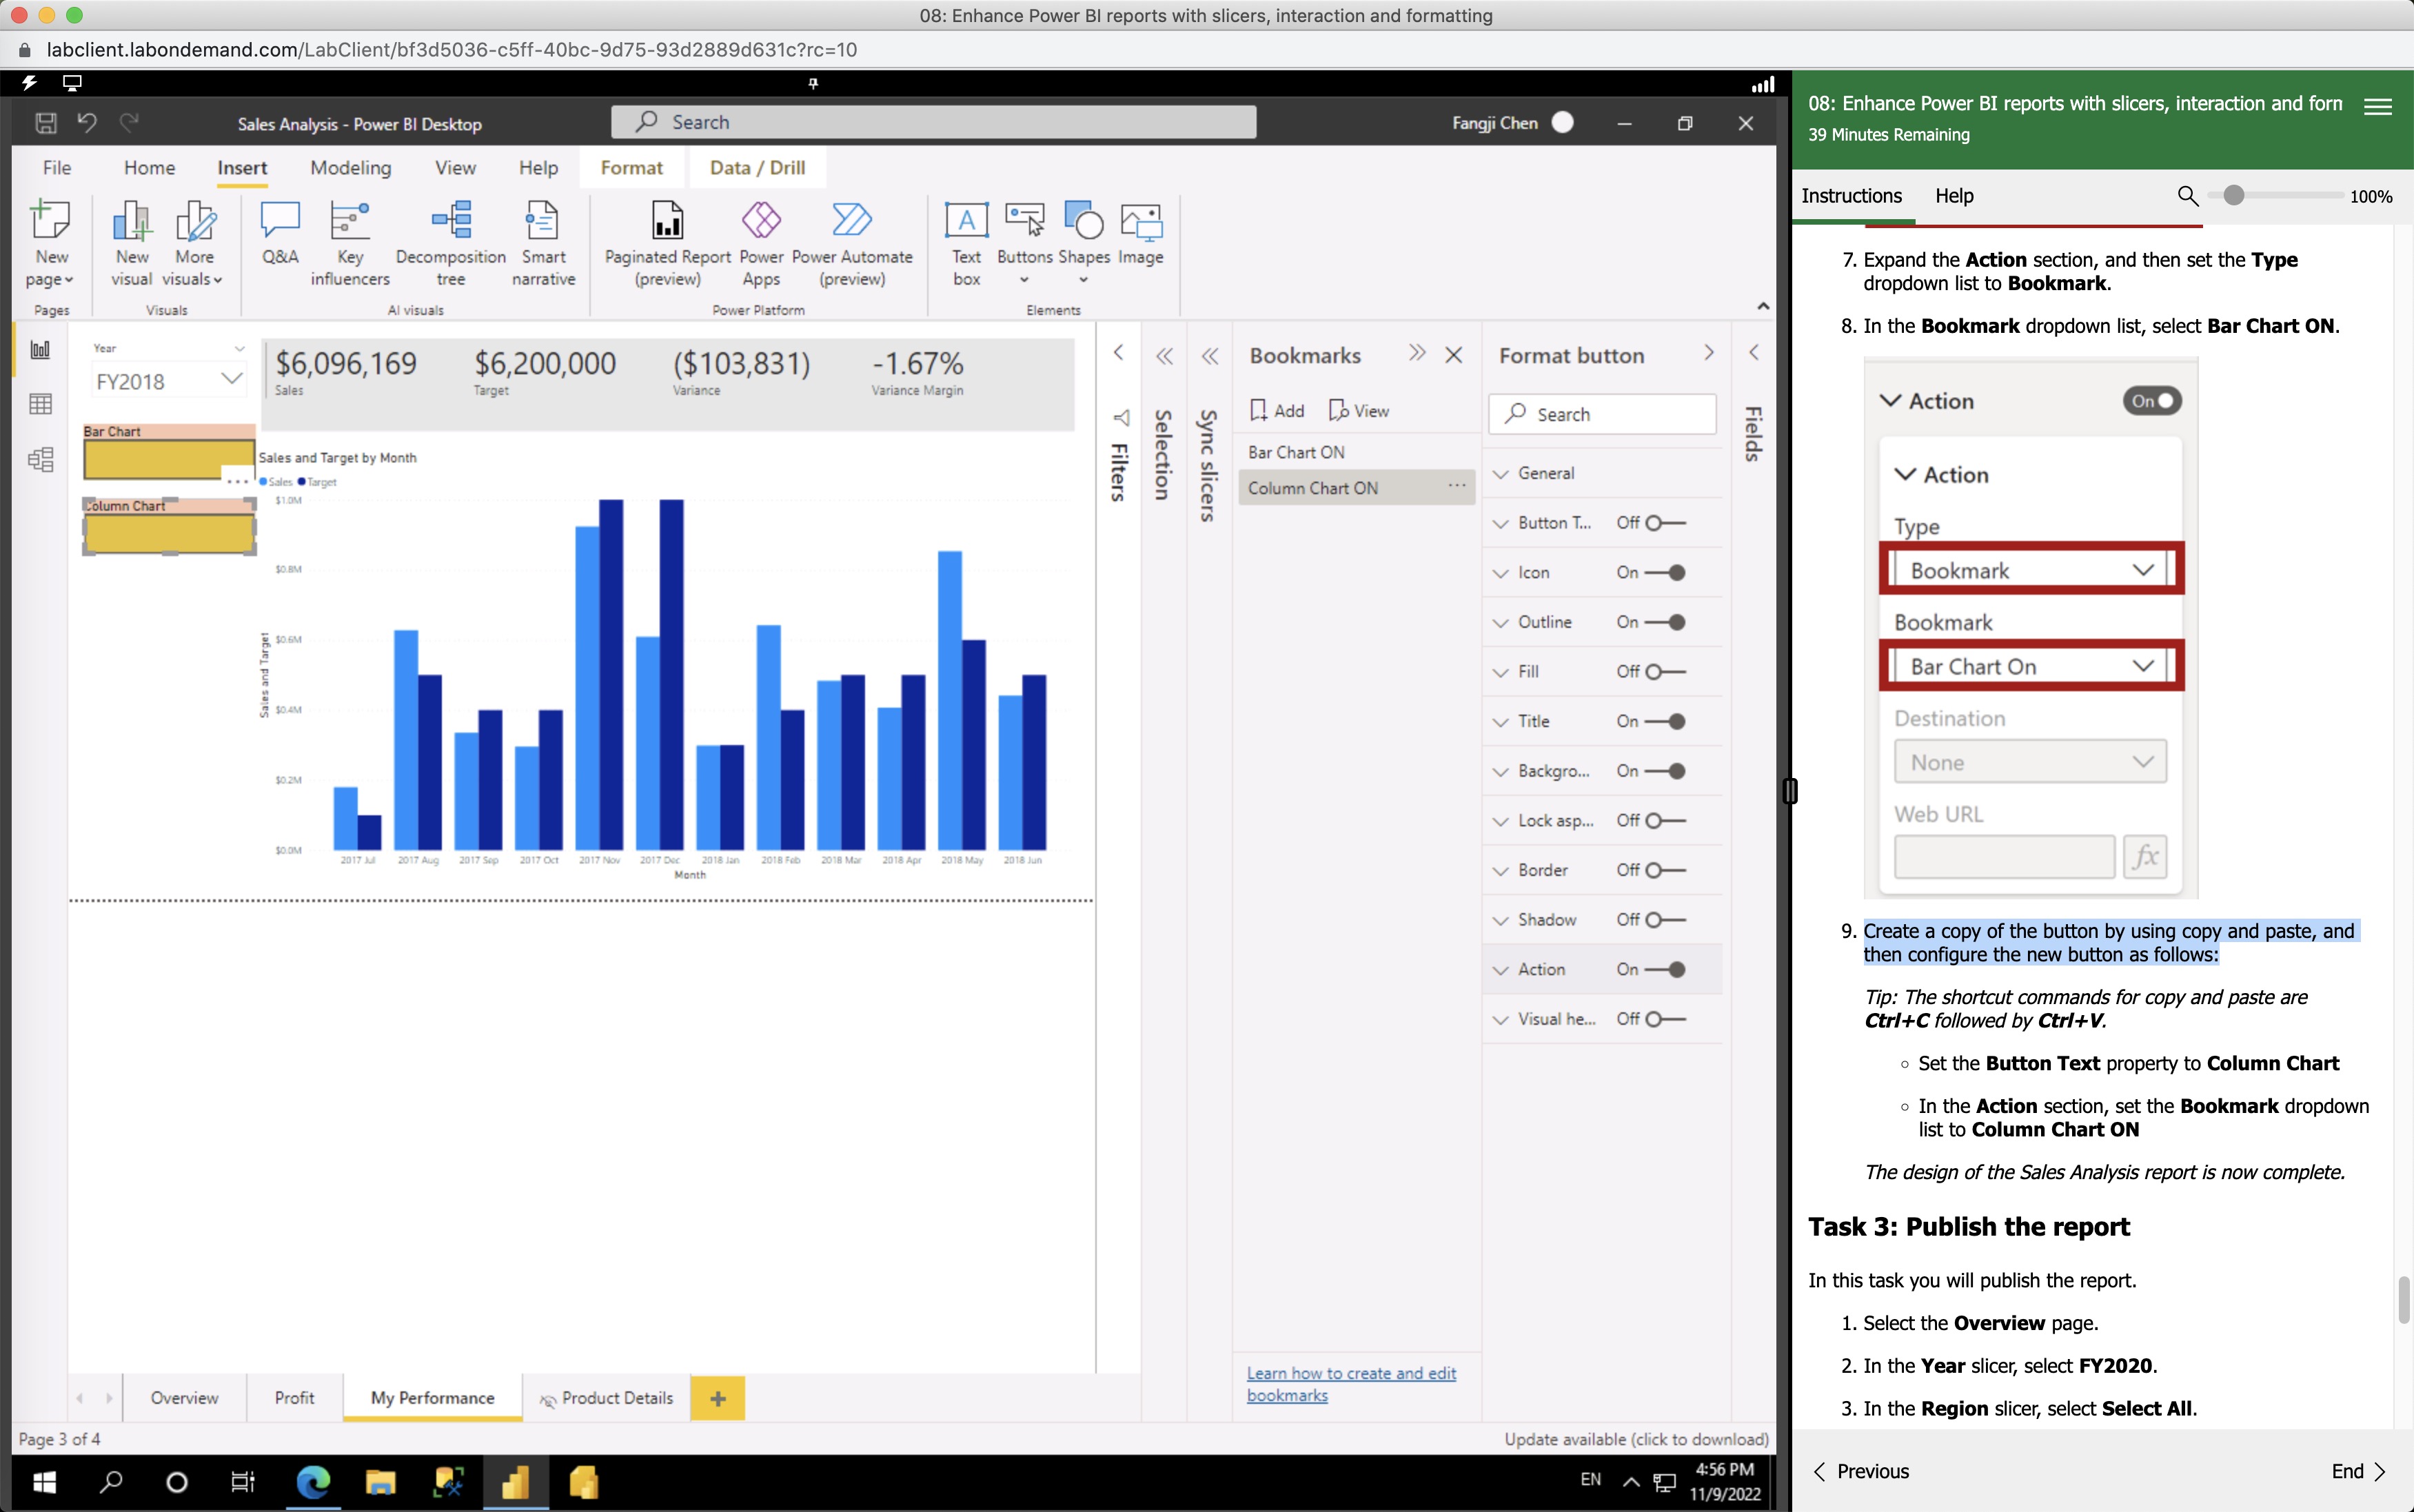 08: Enhance Power BI reports with slicers, interaction and formatting
labclient.labondemand.com/LabClient/bf3d5036-c5ff-40bc-9d75-93d2889d631c?rc=10
Sales Analysis - Power BI Desktop
Search
Fangji Chen
File Home Insert Modeling View Help Format Data / Drill
New page
New visual
More visuals
Q&A
Key influencers
Decomposition tree
Smart narrative
Paginated Report (preview)
Power Apps
Power Automate (preview)
Text box
Buttons
Shapes
Image
Pages Visuals AI visuals Power Platform Elements
Year
FY2018
$6,096,169
Sales
$6,200,000
Target
($103,831)
Variance
-1.67%
Variance Margin
Bar Chart
Column Chart
Sales and Target by Month
Sales Target
$1.0M
$0.8M
$0.6M
$0.4M
$0.2M
$0.0M
Sales and Target
2017 Jul 2017 Aug 2017 Sep 2017 Oct 2017 Nov 2017 Dec 2018 Jan 2018 Feb 2018 Mar 2018 Apr 2018 May 2018 Jun
Month
Filters
Selection
Sync slicers
Bookmarks
Add View
Bar Chart ON
Column Chart ON
Learn how to create and edit
bookmarks
Format button
Search
General
Button T... Off
Icon On
Outline On
Fill Off
Title On
Backgro... On
Lock asp... Off
Border Off
Shadow Off
Action On
Visual he... Off
Fields
Overview Profit My Performance Product Details +
Page 3 of 4
Update available (click to download)
EN
4:56 PM
11/9/2022
08: Enhance Power BI reports with slicers, interaction and forn
39 Minutes Remaining
Instructions Help 100%
7. Expand the Action section, and then set the Type
dropdown list to Bookmark.
8. In the Bookmark dropdown list, select Bar Chart ON.
Action On
Action
Type
Bookmark
Bookmark
Bar Chart On
Destination
None
Web URL
fx
9. Create a copy of the button by using copy and paste, and
then configure the new button as follows:
Tip: The shortcut commands for copy and paste are
Ctrl+C followed by Ctrl+V.
Set the Button Text property to Column Chart
In the Action section, set the Bookmark dropdown
list to Column Chart ON
The design of the Sales Analysis report is now complete.
Task 3: Publish the report
In this task you will publish the report.
1. Select the Overview page.
2. In the Year slicer, select FY2020.
3. In the Region slicer, select Select All.
Previous
End